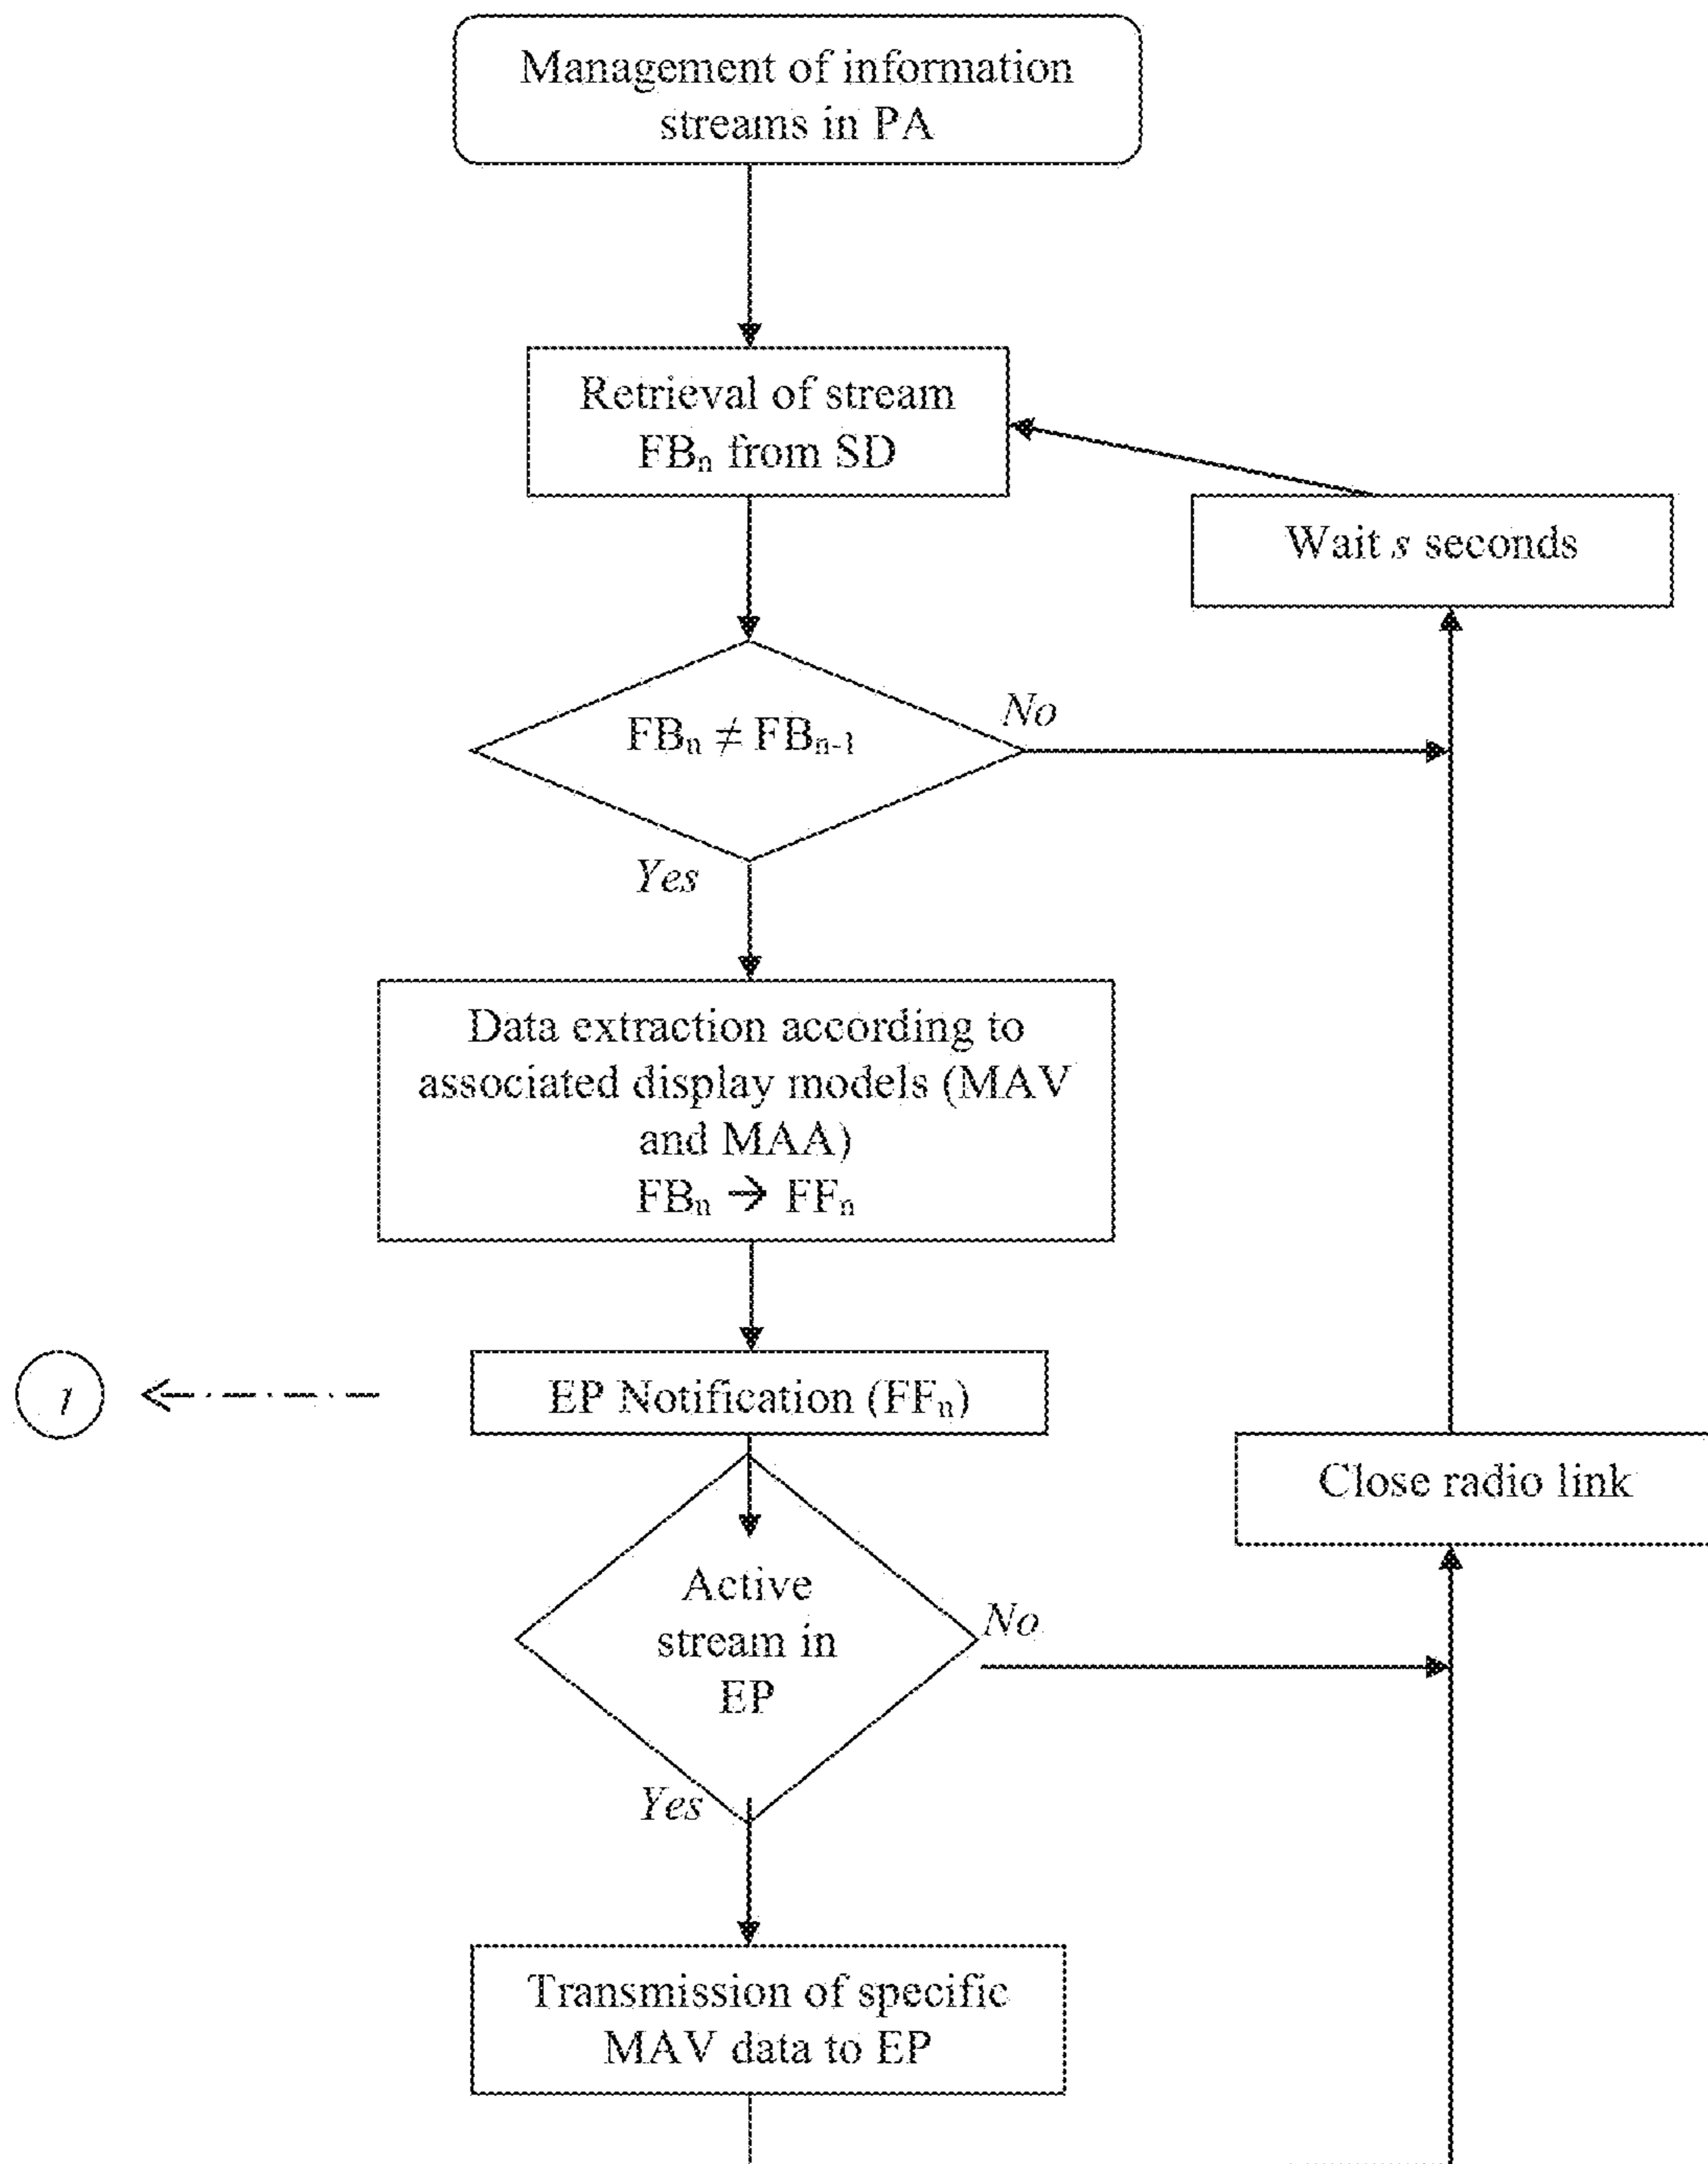 Management of information
streams in PA
Retrieval of stream
FBn from SD
Wait s seconds
FBn ≠ FBn-1
No
Yes
Data extraction according to
associated display models (MAV
and MAA)
FBn → FFn
1
EP Notification (FFn)
Close radio link
Active
stream in
EP
No
Yes
Transmission of specific
MAV data to EP